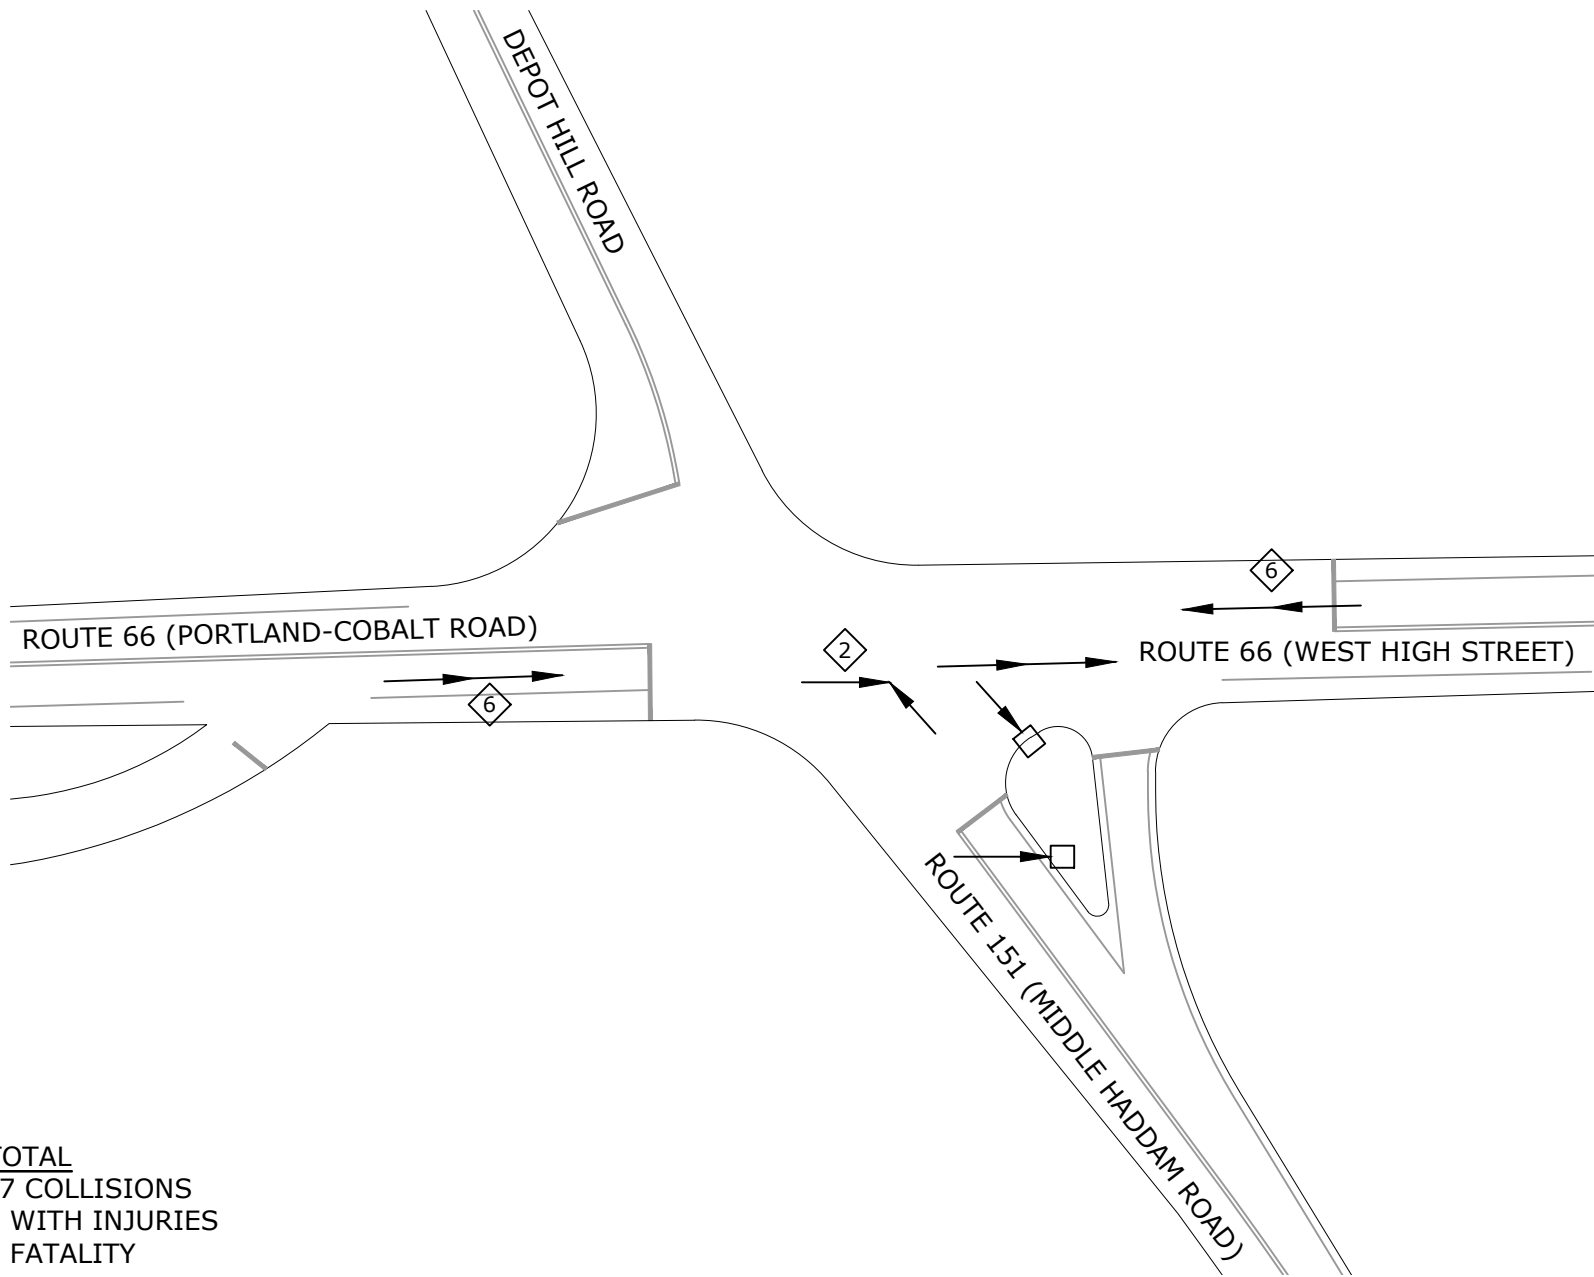 DEPOT HILL ROAD
6
ROUTE 66 (PORTLAND-COBALT ROAD)
2
ROUTE 66 (WEST HIGH STREET)
6
ROUTE 151 (MIDDLE HADDAM ROAD)
7 COLLISIONS
WITH INJURIES
FATALITY